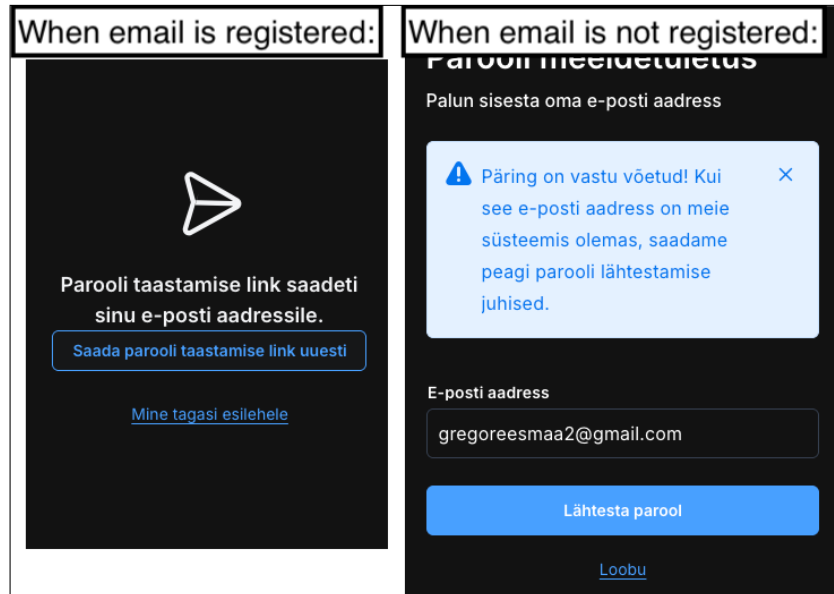 When email is registered:
Parooli taastamise link saadeti
sinu e-posti aadressile.
Saada parooli taastamise link uuesti
Mine tagasi esilehele
When email is not registered:
Parooli meeldetuletus
Palun sisesta oma e-posti aadress
Päring on vastu võetud! Kui
see e-posti aadress on meie
süsteemis olemas, saadame
peagi parooli lähtestamise
juhised.
E-posti aadress
gregoreesmaa2@gmail.com
Lähtesta parool
Loobu